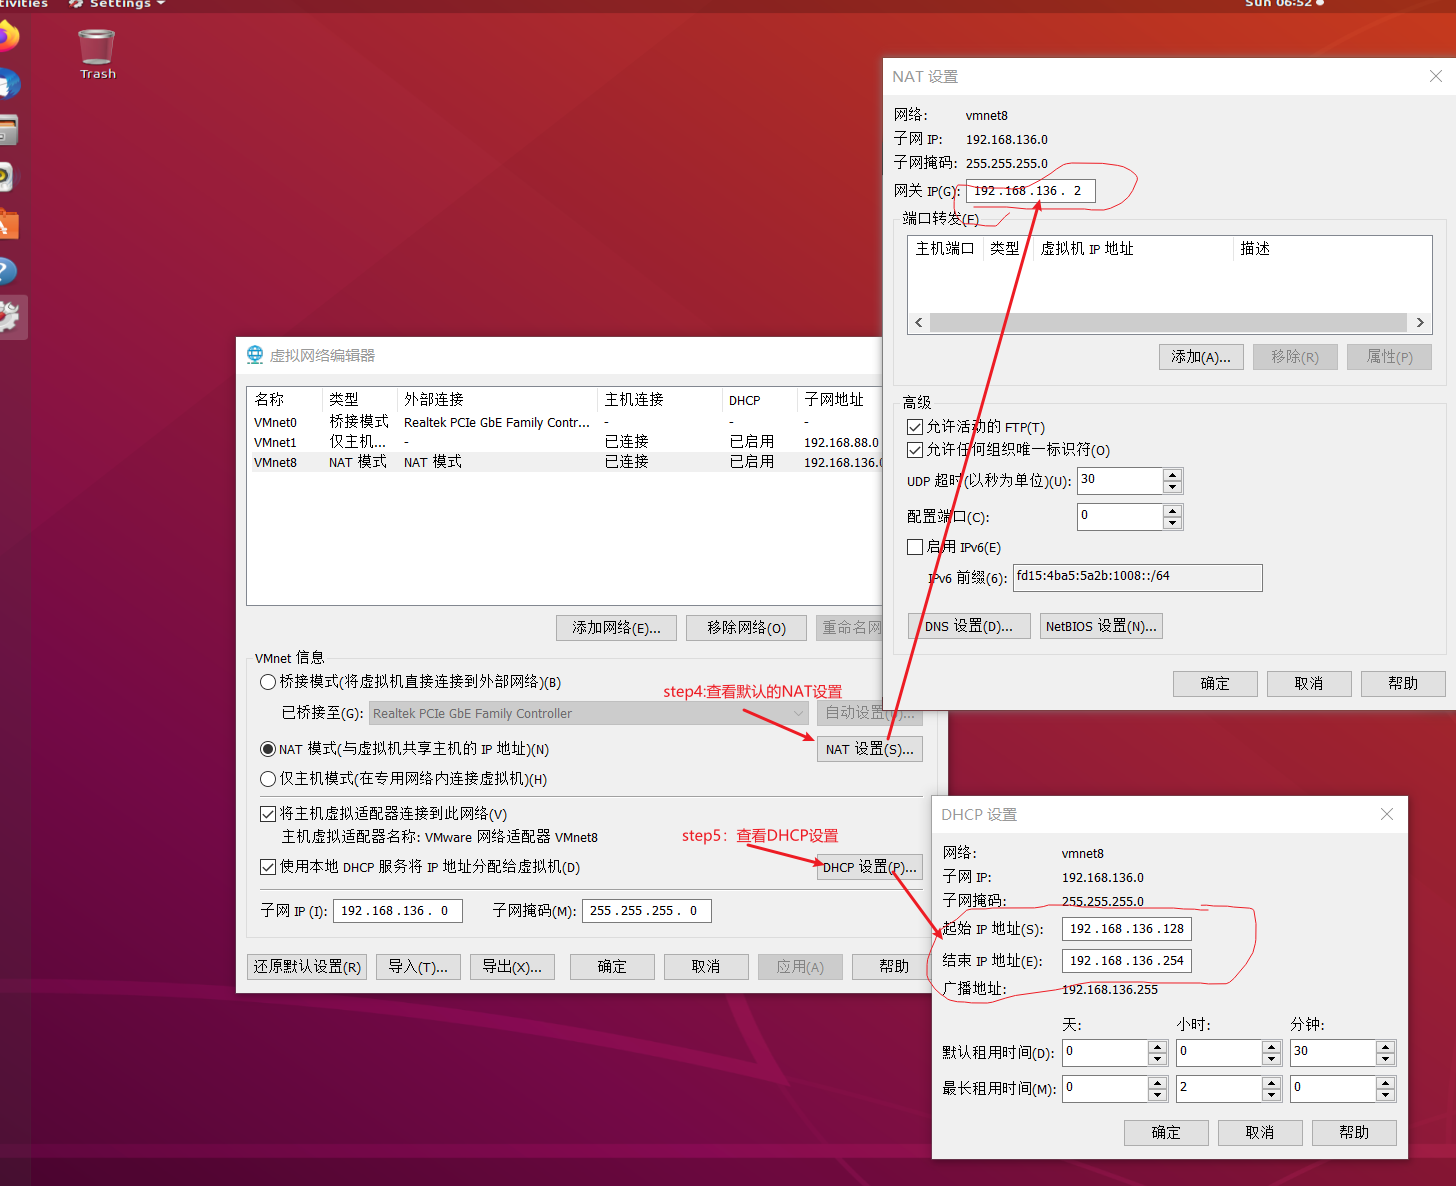 Settings
Sun 06:52
Trash
NAT 设置
网络: vmnet8
子网 IP: 192.168.136.0
子网掩码: 255.255.255.0
网关 IP(G): 192 . 168 . 136 . 2
端口转发(F)
主机端口 类型 虚拟机 IP 地址 描述
添加(A)... 移除(R) 属性(P)
高级
允许活动的 FTP(T)
允许任何组织唯一标识符(O)
UDP 超时(以秒为单位)(U): 30
配置端口(C): 0
启用 IPv6(E)
IPv6 前缀(6): fd15:4ba5:5a2b:1008::/64
DNS 设置(D)... NetBIOS 设置(N)...
确定 取消 帮助
虚拟网络编辑器
名称 类型 外部连接 主机连接 DHCP 子网地址
VMnet0 桥接模式 Realtek PCIe GbE Family Contr... - - -
VMnet1 仅主机... - 已连接 已启用 192.168.88.0
VMnet8 NAT 模式 NAT 模式 已连接 已启用 192.168.136.0
添加网络(E)... 移除网络(O) 重命名网
VMnet 信息
桥接模式(将虚拟机直接连接到外部网络)(B)
已桥接至(G): Realtek PCIe GbE Family Controller 自动设置(U)...
step4:查看默认的NAT设置
NAT 模式(与虚拟机共享主机的 IP 地址)(N) NAT 设置(S)...
仅主机模式(在专用网络内连接虚拟机)(H)
将主机虚拟适配器连接到此网络(V)
主机虚拟适配器名称: VMware 网络适配器 VMnet8
step5：查看DHCP设置
使用本地 DHCP 服务将 IP 地址分配给虚拟机(D) DHCP 设置(P)...
子网 IP (I): 192 . 168 . 136 . 0 子网掩码(M): 255 . 255 . 255 . 0
还原默认设置(R) 导入(T)... 导出(X)... 确定 取消 应用(A) 帮助
DHCP 设置
网络: vmnet8
子网 IP: 192.168.136.0
子网掩码: 255.255.255.0
起始 IP 地址(S): 192 . 168 . 136 . 128
结束 IP 地址(E): 192 . 168 . 136 . 254
广播地址: 192.168.136.255
天: 小时: 分钟:
默认租用时间(D): 0 0 30
最长租用时间(M): 0 2 0
确定 取消 帮助